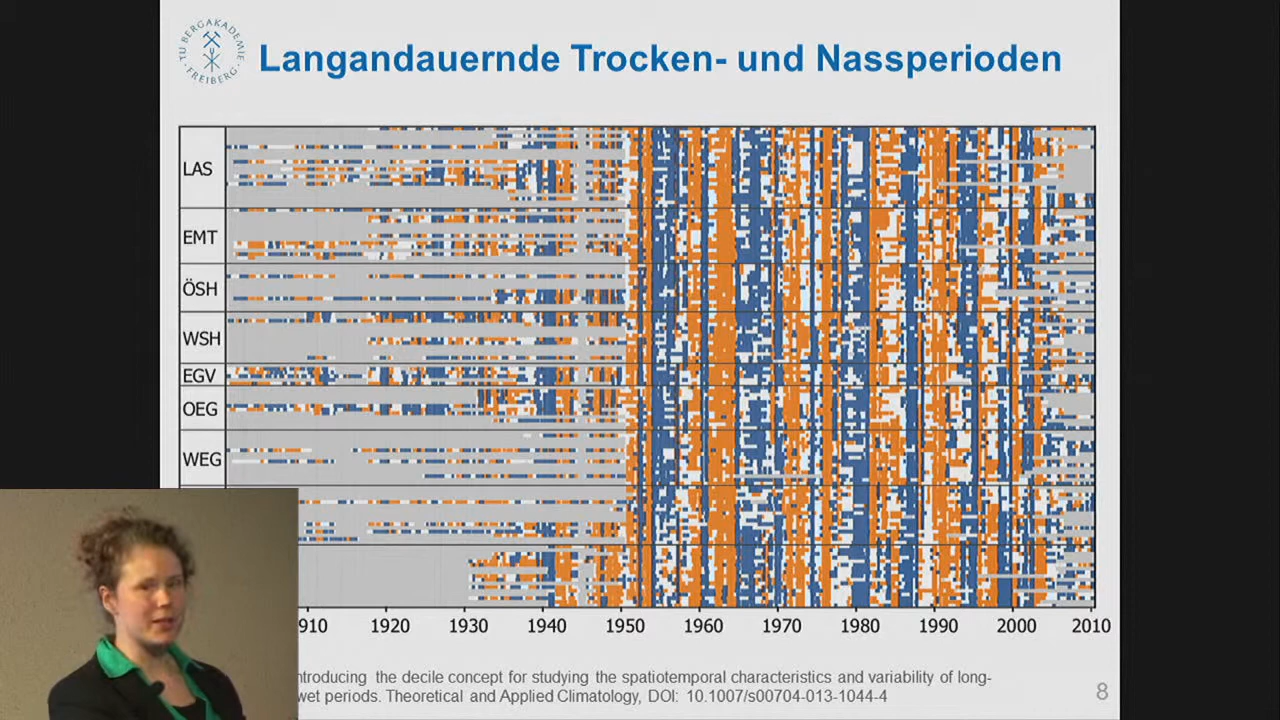 TU BERGAKADEMIE
FREIBERG
Langandauernde Trocken- und Nassperioden
LAS
EMT
ÖSH
WSH
EGV
OEG
WEG
910 1920 1930 1940 1950 1960 1970 1980 1990 2000 2010
ntroducing the decile concept for studying the spatiotemporal characteristics and variability of long-
wet periods. Theoretical and Applied Climatology, DOI: 10.1007/s00704-013-1044-4
8